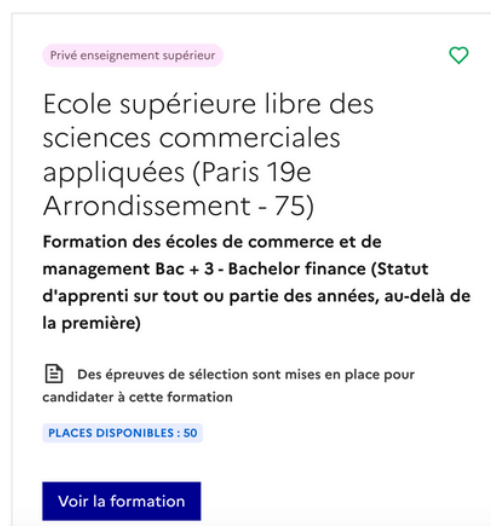 Privé enseignement supérieur
Ecole supérieure libre des
sciences commerciales
appliquées (Paris 19e
Arrondissement - 75)
Formation des écoles de commerce et de
management Bac + 3 - Bachelor finance (Statut
d'apprenti sur tout ou partie des années, au-delà de
la première)
Des épreuves de sélection sont mises en place pour
candidater à cette formation
PLACES DISPONIBLES : 50
Voir la formation